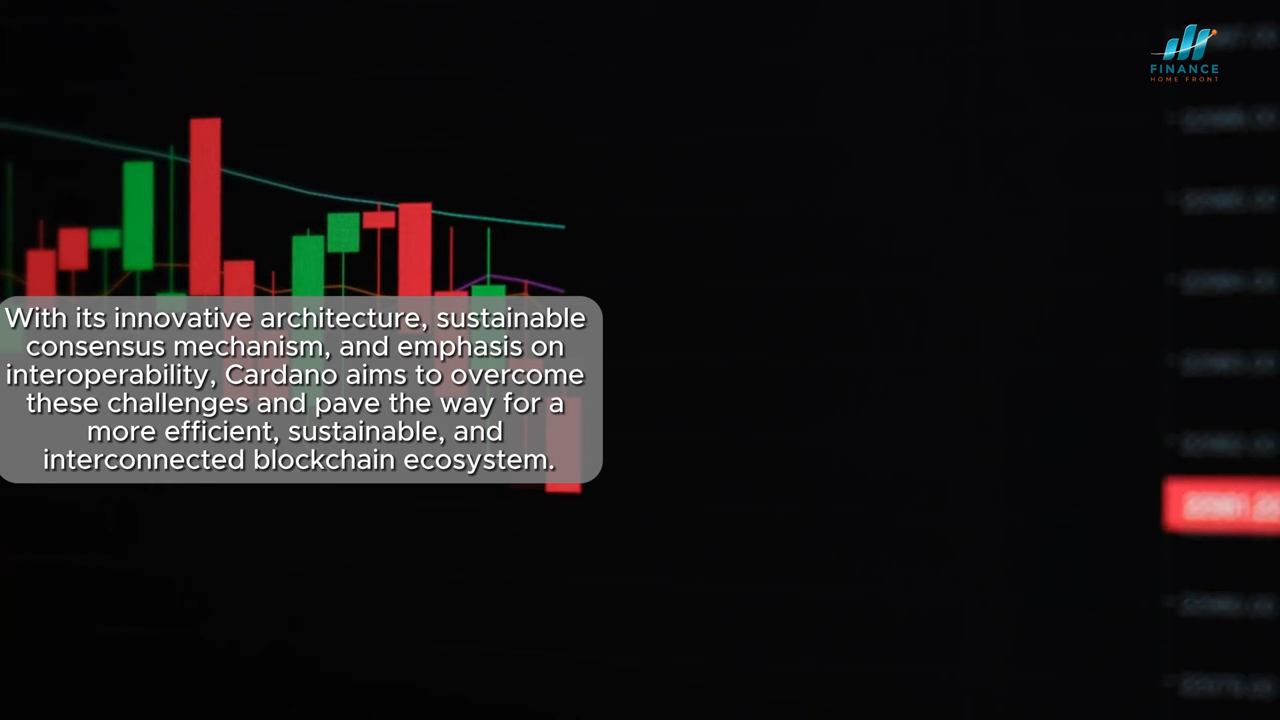 FINANCE
HOME FRONT
With its innovative architecture, sustainable
consensus mechanism, and emphasis on
interoperability, Cardano aims to overcome
these challenges and pave the way for a
more efficient, sustainable, and
interconnected blockchain ecosystem.